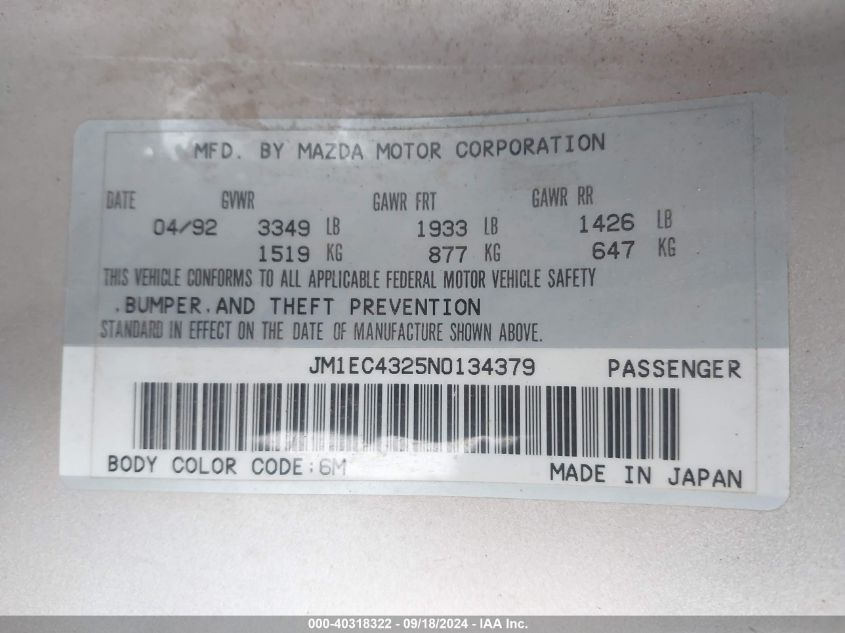 MFD. BY MAZDA MOTOR CORPORATION
DATE GVWR GAWR FRT GAWR RR
04/92 3349 LB 1933 LB 1426 LB
1519 KG 877 KG 647 KG
THIS VEHICLE CONFORMS TO ALL APPLICABLE FEDERAL MOTOR VEHICLE SAFETY
,BUMPER,AND THEFT PREVENTION
STANDARD IN EFFECT ON THE DATE OF MANUFACTURE SHOWN ABOVE.
JM1EC4325N0134379 PASSENGER
BODY COLOR CODE:6M MADE IN JAPAN
000-40318322 - 09/18/2024 - IAA Inc.